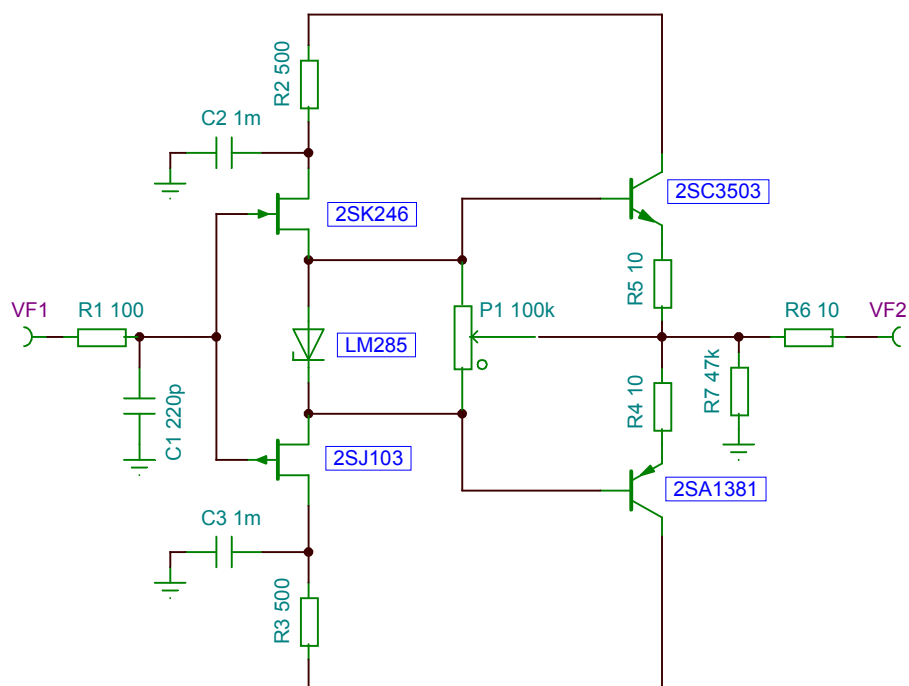 R2 500
C2 1m
2SK246
2SC3503
VF1
R1 100
LM285
P1 100k
R5 10
R6 10
VF2
C1 220p
R4 10
R7 47k
2SJ103
2SA1381
C3 1m
R3 500